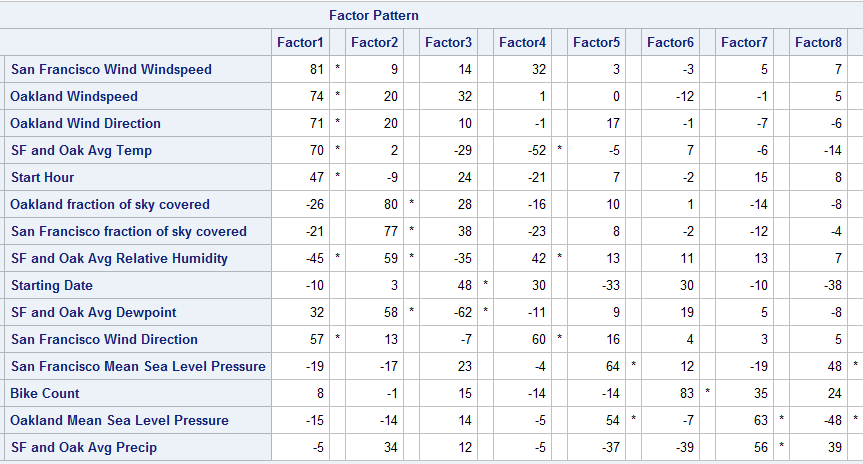 Factor Pattern
Factor1 Factor2 Factor3 Factor4 Factor5 Factor6 Factor7 Factor8
San Francisco Wind Windspeed 81 * 9 14 32 3 -3 5 7
Oakland Windspeed 74 * 20 32 1 0 -12 -1 5
Oakland Wind Direction 71 * 20 10 -1 17 -1 -7 -6
SF and Oak Avg Temp 70 * 2 -29 -52 * -5 7 -6 -14
Start Hour 47 * -9 24 -21 7 -2 15 8
Oakland fraction of sky covered -26 80 * 28 -16 10 1 -14 -8
San Francisco fraction of sky covered -21 77 * 38 -23 8 -2 -12 -4
SF and Oak Avg Relative Humidity -45 * 59 * -35 42 * 13 11 13 7
Starting Date -10 3 48 * 30 -33 30 -10 -38
SF and Oak Avg Dewpoint 32 58 * -62 * -11 9 19 5 -8
San Francisco Wind Direction 57 * 13 -7 60 * 16 4 3 5
San Francisco Mean Sea Level Pressure -19 -17 23 -4 64 * 12 -19 48 *
Bike Count 8 -1 15 -14 -14 83 * 35 24
Oakland Mean Sea Level Pressure -15 -14 14 -5 54 * -7 63 * -48 *
SF and Oak Avg Precip -5 34 12 -5 -37 -39 56 * 39